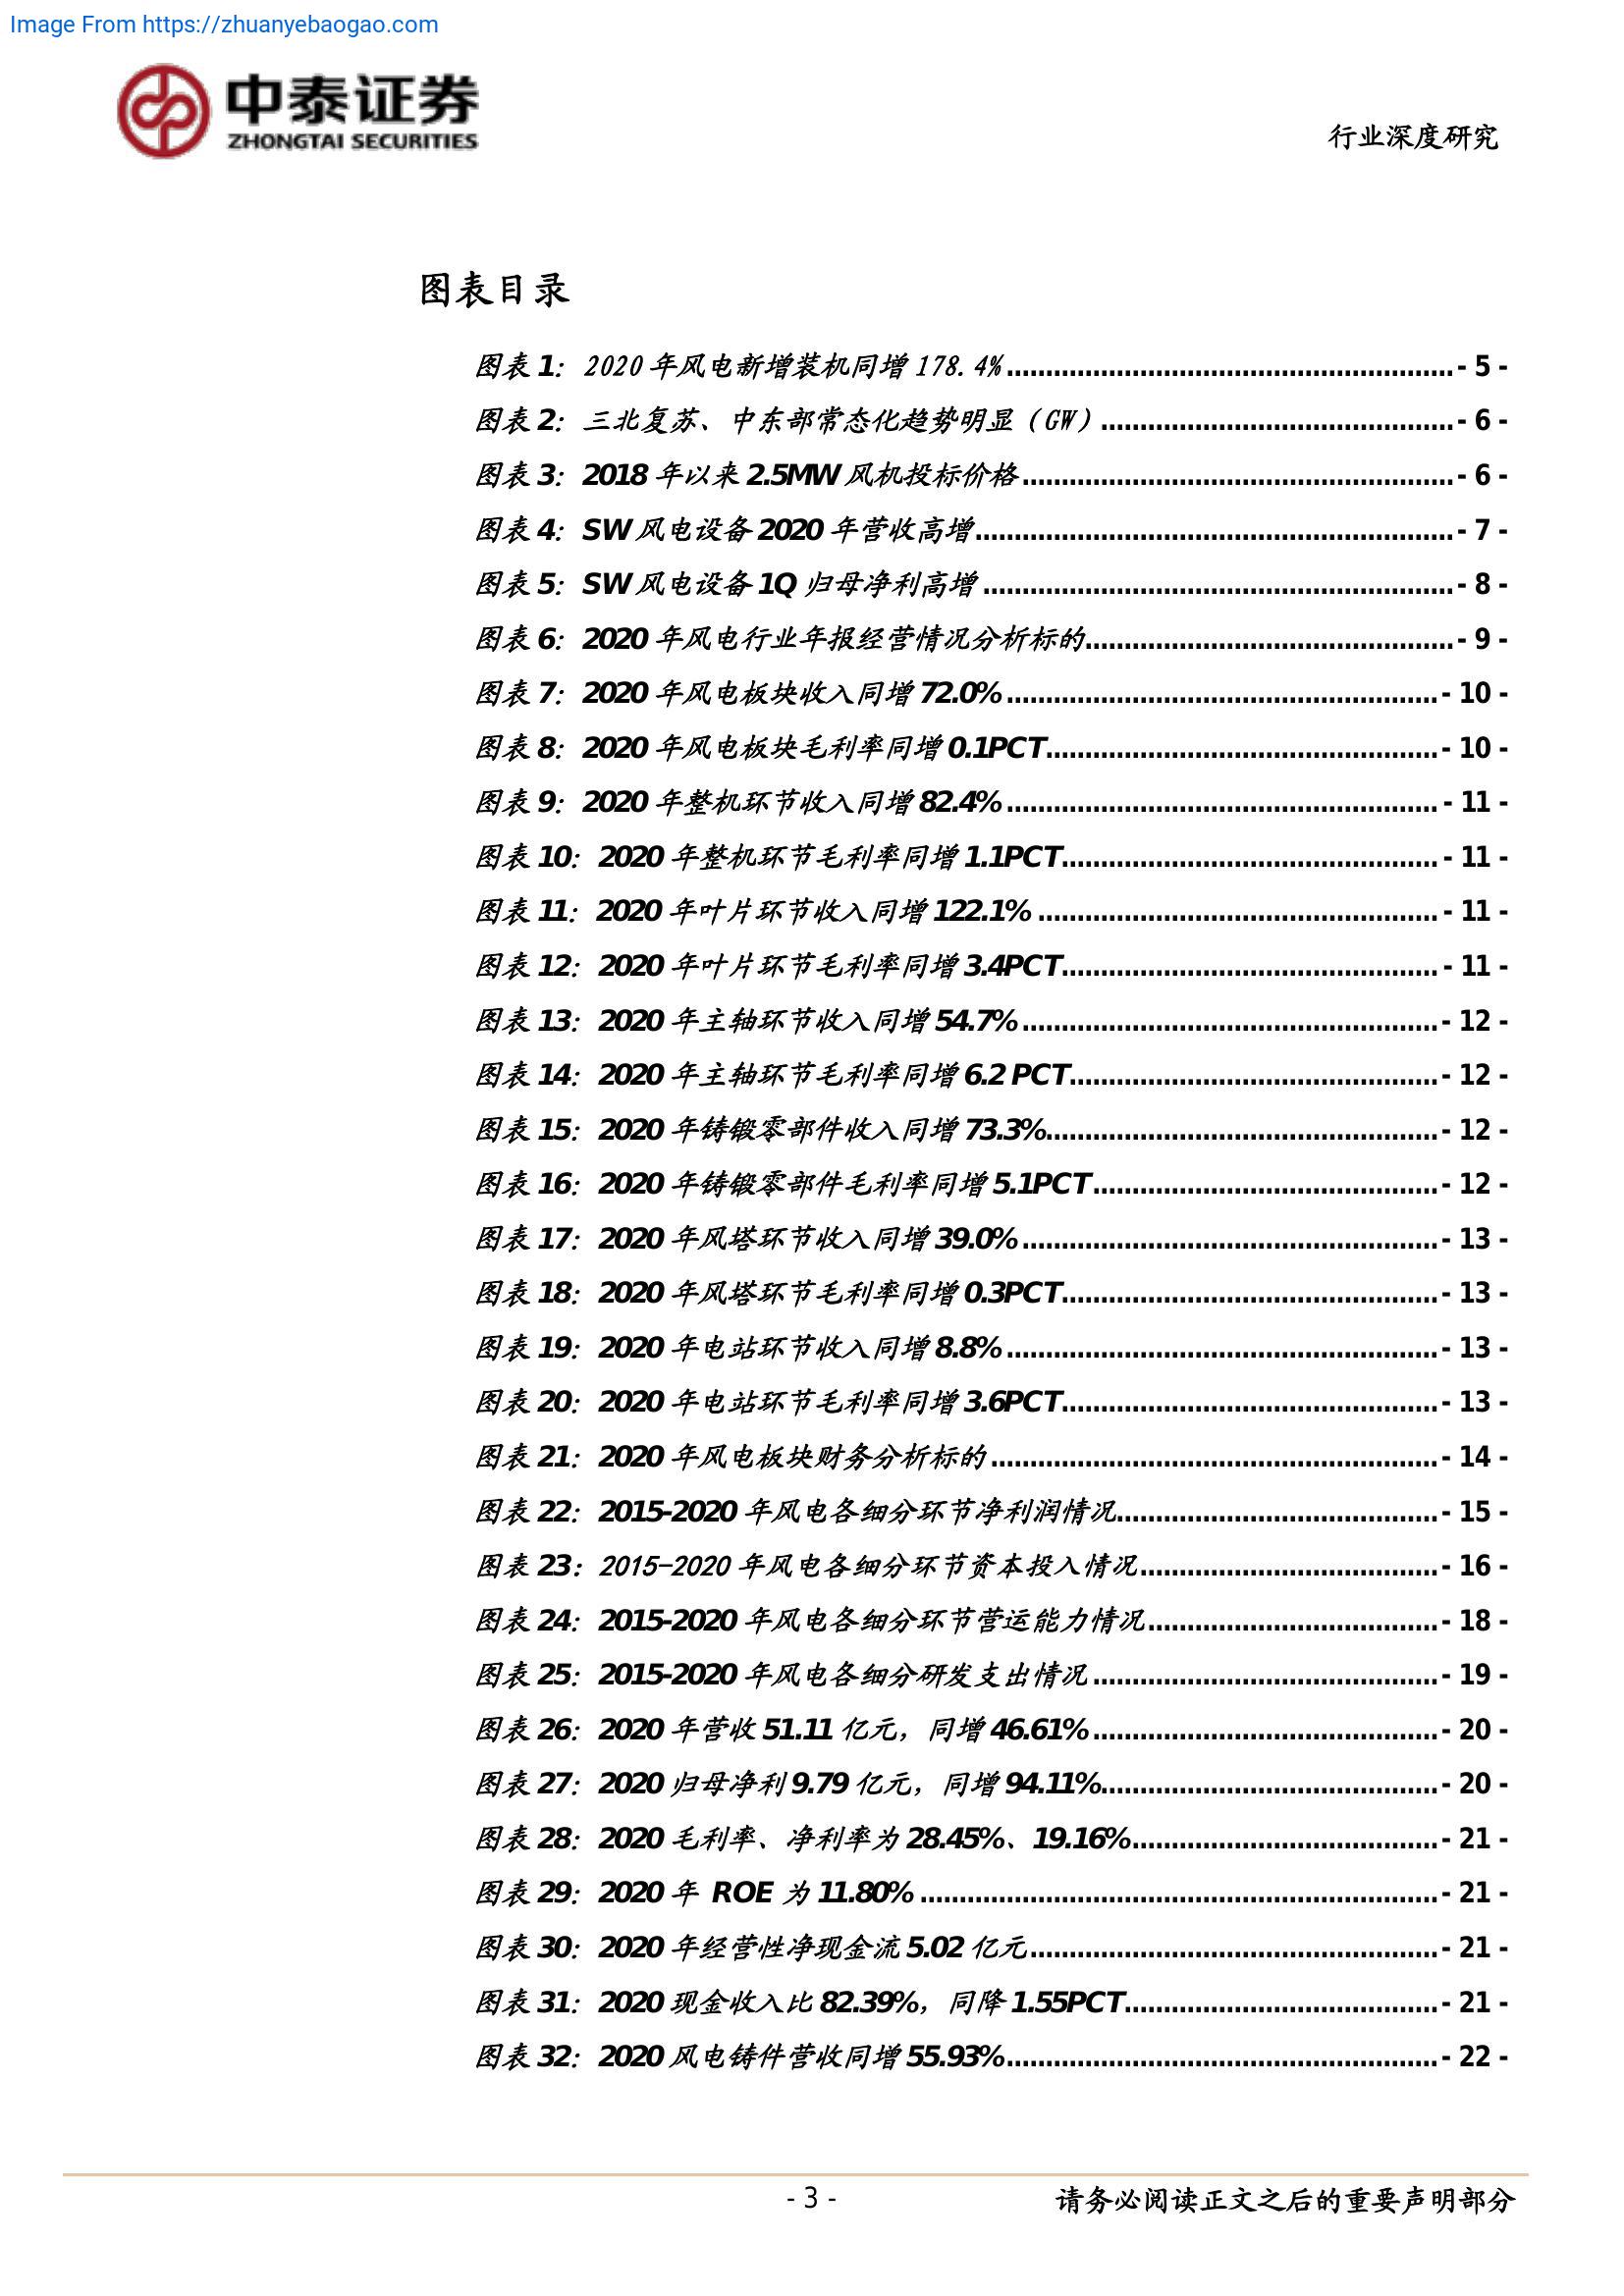 Image From https://zhuanyebaogao.com
中泰证券
ZHONGTAI SECURITIES
行业深度研究
图表目录
图表 1：2020 年风电新增装机同增 178.4%........................................................ - 5 -
图表 2：三北复苏、中东部常态化趋势明显（GW）............................................ - 6 -
图表 3：2018 年以来 2.5MW 风机投标价格...................................................... - 6 -
图表 4：SW 风电设备 2020 年营收高增............................................................ - 7 -
图表 5：SW 风电设备 1Q 归母净利高增........................................................... - 8 -
图表 6：2020 年风电行业年报经营情况分析标的.............................................. - 9 -
图表 7：2020 年风电板块收入同增 72.0%...................................................... - 10 -
图表 8：2020 年风电板块毛利率同增 0.1PCT................................................. - 10 -
图表 9：2020 年整机环节收入同增 82.4%...................................................... - 11 -
图表 10：2020 年整机环节毛利率同增 1.1PCT............................................... - 11 -
图表 11：2020 年叶片环节收入同增 122.1%.................................................. - 11 -
图表 12：2020 年叶片环节毛利率同增 3.4PCT............................................... - 11 -
图表 13：2020 年主轴环节收入同增 54.7%.................................................... - 12 -
图表 14：2020 年主轴环节毛利率同增 6.2 PCT.............................................. - 12 -
图表 15：2020 年铸锻零部件收入同增 73.3%................................................. - 12 -
图表 16：2020 年铸锻零部件毛利率同增 5.1PCT........................................... - 12 -
图表 17：2020 年风塔环节收入同增 39.0%.................................................... - 13 -
图表 18：2020 年风塔环节毛利率同增 0.3PCT............................................... - 13 -
图表 19：2020 年电站环节收入同增 8.8%...................................................... - 13 -
图表 20：2020 年电站环节毛利率同增 3.6PCT............................................... - 13 -
图表 21：2020 年风电板块财务分析标的........................................................ - 14 -
图表 22：2015-2020 年风电各细分环节净利润情况........................................ - 15 -
图表 23：2015-2020 年风电各细分环节资本投入情况..................................... - 16 -
图表 24：2015-2020 年风电各细分环节营运能力情况.................................... - 18 -
图表 25：2015-2020 年风电各细分研发支出情况........................................... - 19 -
图表 26：2020 年营收 51.11 亿元，同增 46.61%........................................... - 20 -
图表 27：2020 归母净利 9.79 亿元，同增 94.11%.......................................... - 20 -
图表 28：2020 毛利率、净利率为 28.45%、19.16%...................................... - 21 -
图表 29：2020 年 ROE 为 11.80%................................................................. - 21 -
图表 30：2020 年经营性净现金流 5.02 亿元................................................... - 21 -
图表 31：2020 现金收入比 82.39%，同降 1.55PCT....................................... - 21 -
图表 32：2020 风电铸件营收同增 55.93%...................................................... - 22 -
- 3 -
请务必阅读正文之后的重要声明部分